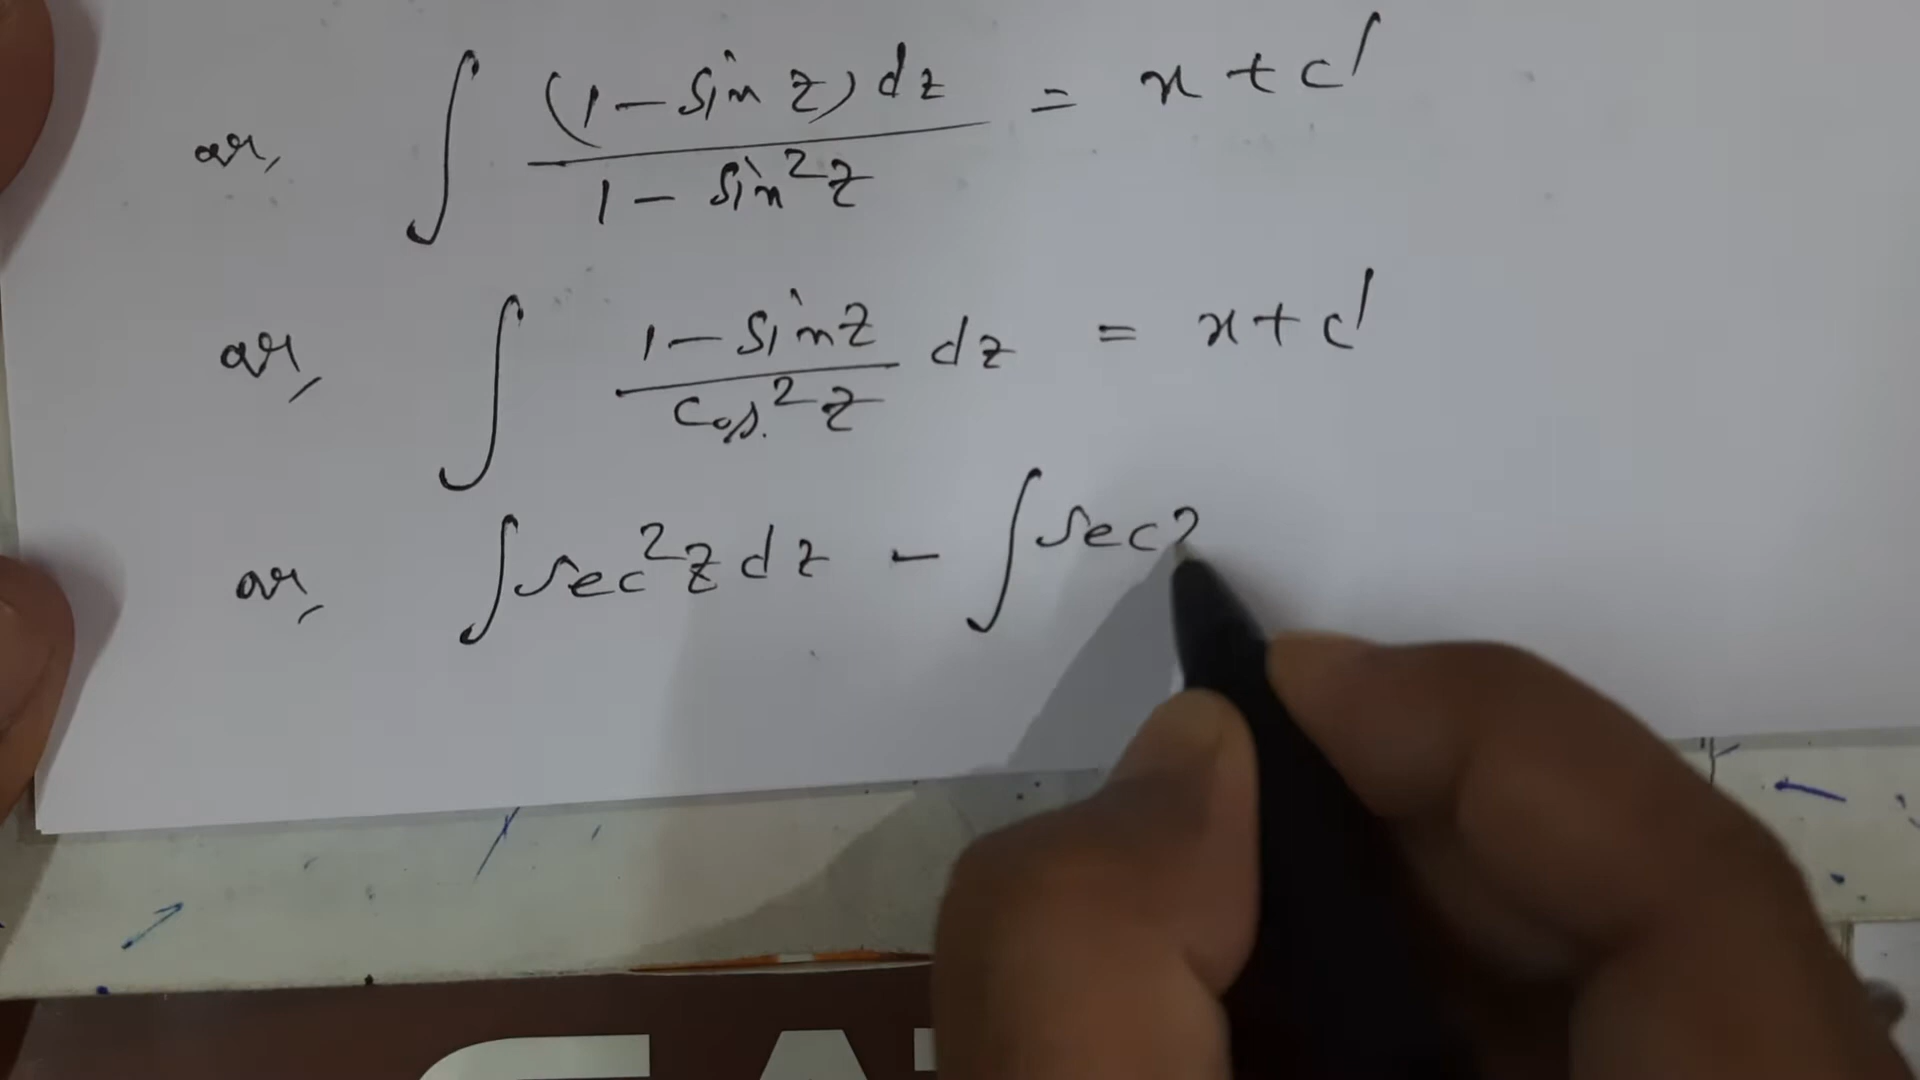 or, ∫ (1 - Sin z) dz / 1 - Sin²z = x + c'
or, ∫ 1 - Sin z / Cos²z dz = x + c'
or, ∫ sec²z dz - ∫ sec z